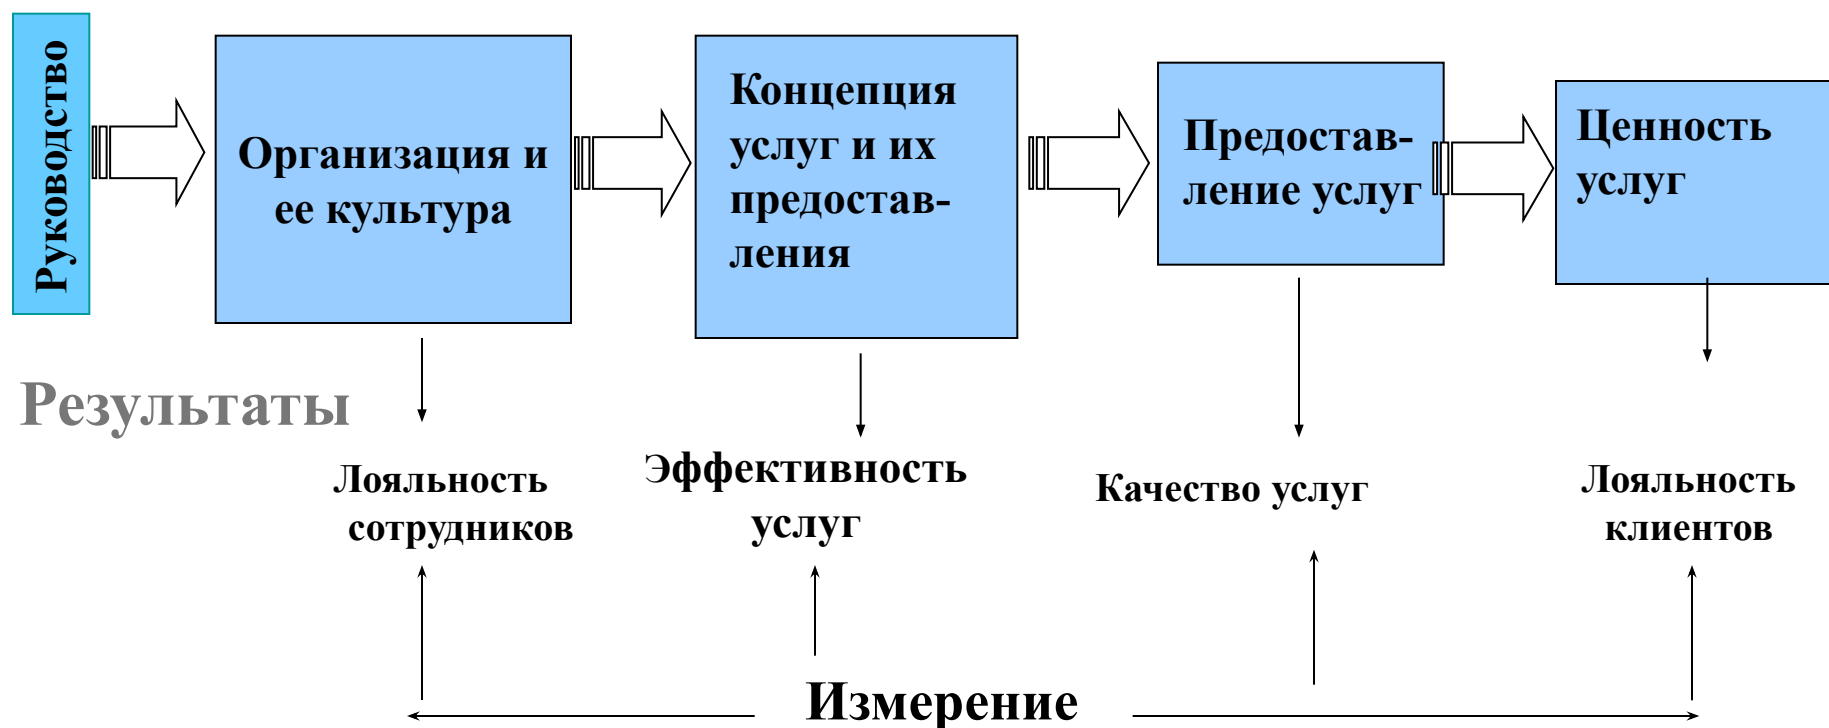 Руководство
Организация и
ее культура
Концепция
услуг и их
предостав-
ления
Предостав-
ление услуг
Ценность
услуг
Результаты
Лояльность
сотрудников
Эффективность
услуг
Качество услуг
Лояльность
клиентов
Измерение